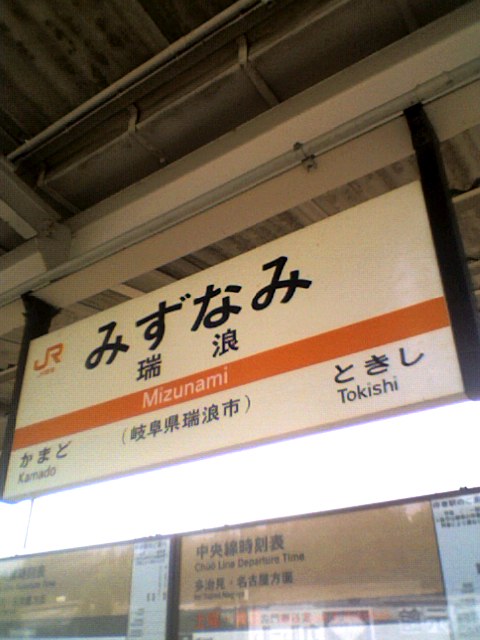 JR
みずなみ
瑞浪
Mizunami
かまど
Kamado
(岐阜県瑞浪市)
ときし
Tokishi
中央線時刻表
Chūō Line Departure Time
多治見・名古屋方面